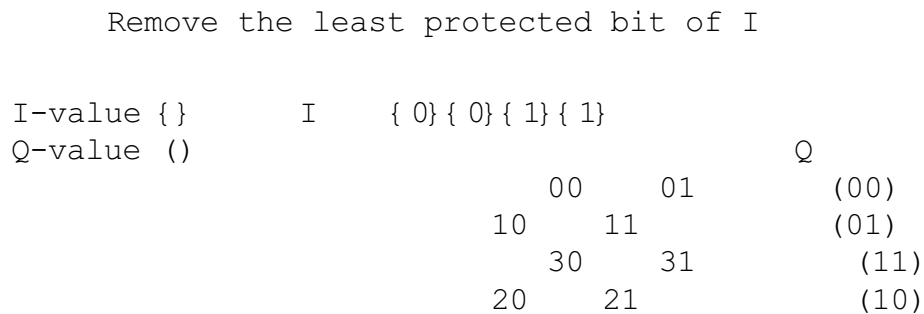 Remove the least protected bit of I
I-value {} I {0}{0}{1}{1}
Q-value () Q
00 01 (00)
10 11 (01)
30 31 (11)
20 21 (10)